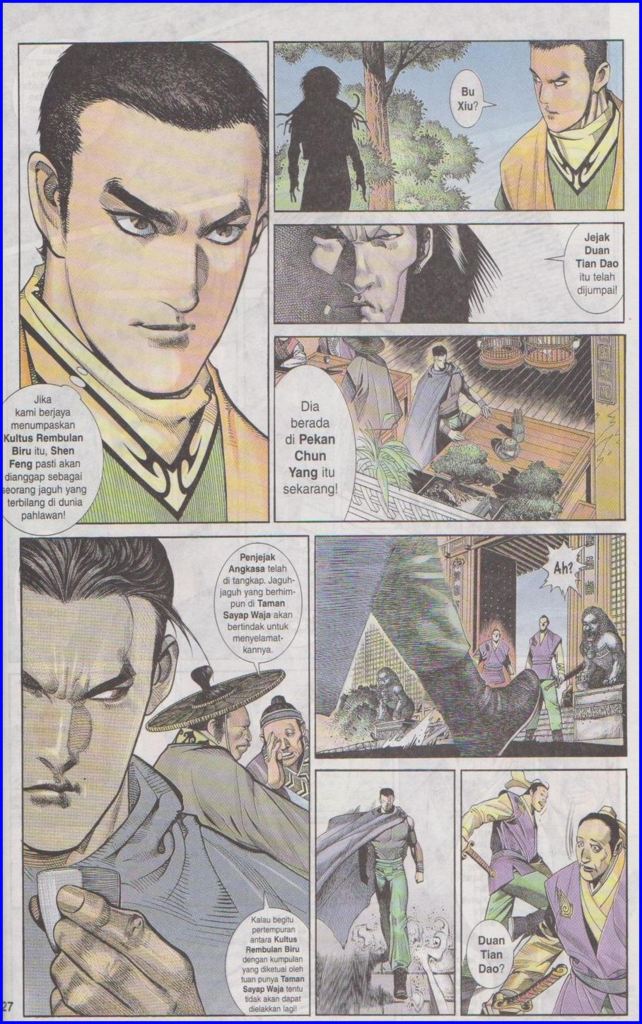 Jika
kami berjaya
menumpaskan
Kultus Rembulan
Biru itu, Shen
Feng pasti akan
dianggap sebagai
seorang jaguh yang
terbilang di dunia
pahlawan!
Bu
Xiu?
Jejak
Duan
Tian Dao
itu telah
dijumpai!
Dia
berada
di Pekan
Chun
Yang itu
sekarang!
Penjejak
Angkasa telah
di tangkap. Jaguh-
jaguh yang berhim-
pun di Taman
Sayap Waja akan
bertindak untuk
menyelamat-
kannya.
Kalau begitu
pertempuran
antara Kultus
Rembulan Biru
dengan kumpulan
yang diketuai oleh
tuan punya Taman
Sayap Waja tentu
tidak akan dapat
dielakkan lagi!
Ah?
Duan
Tian
Dao?
27